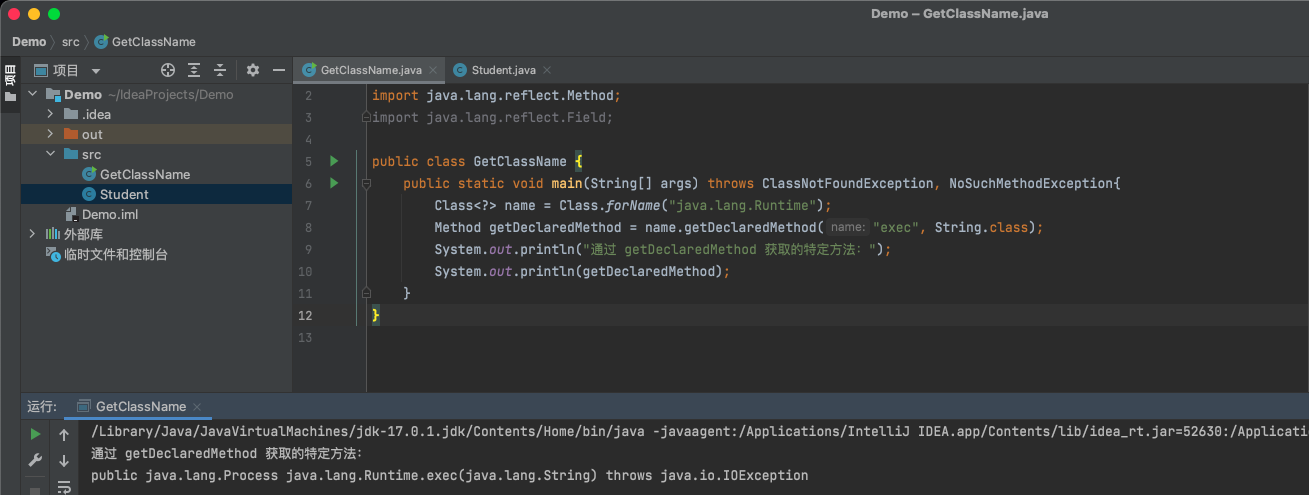 Demo – GetClassName.java
Demo src GetClassName
项目
项目
GetClassName.java Student.java
Demo ~/IdeaProjects/Demo
.idea
out
src
GetClassName
Student
Demo.iml
外部库
临时文件和控制台
2 import java.lang.reflect.Method;
3 import java.lang.reflect.Field;
4
5 public class GetClassName {
6 public static void main(String[] args) throws ClassNotFoundException, NoSuchMethodException{
7 Class<?> name = Class.forName("java.lang.Runtime");
8 Method getDeclaredMethod = name.getDeclaredMethod( name: "exec", String.class);
9 System.out.println("通过 getDeclaredMethod 获取的特定方法：");
10 System.out.println(getDeclaredMethod);
11 }
12 }
13
运行: GetClassName
/Library/Java/JavaVirtualMachines/jdk-17.0.1.jdk/Contents/Home/bin/java -javaagent:/Applications/IntelliJ IDEA.app/Contents/lib/idea_rt.jar=52630:/Applicatio
通过 getDeclaredMethod 获取的特定方法：
public java.lang.Process java.lang.Runtime.exec(java.lang.String) throws java.io.IOException